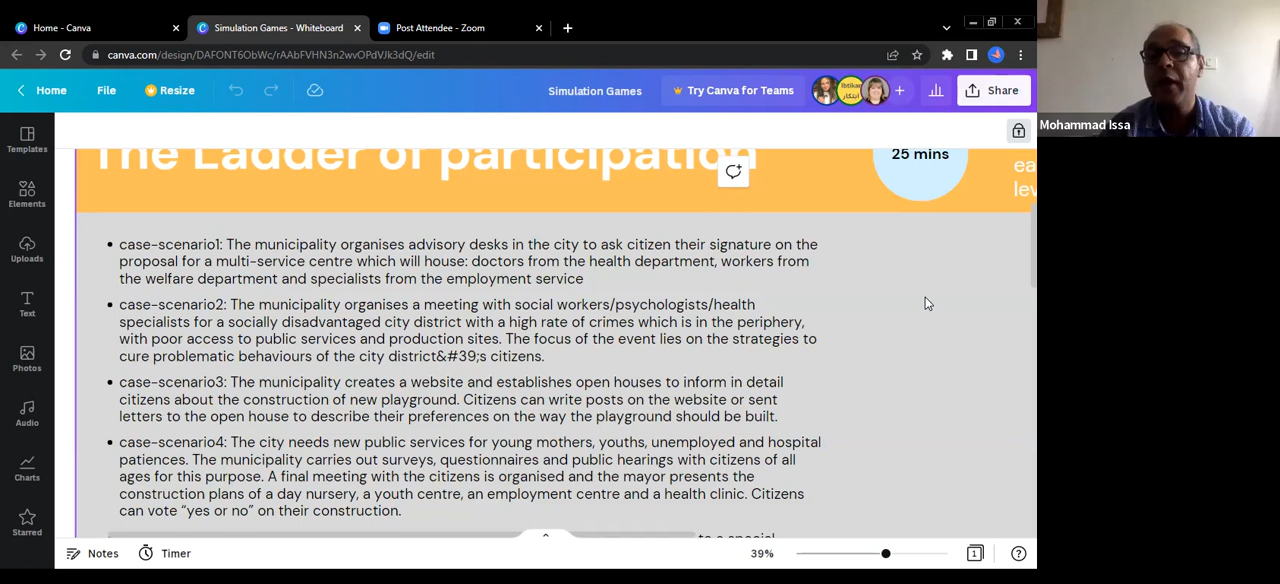 Home - Canva
Simulation Games - Whiteboard
Post Attendee - Zoom
canva.com/design/DAFONT6ObWc/rAAbFVHN3n2wvOPdVJk3dQ/edit
Home
File
Resize
Simulation Games
Try Canva for Teams
Share
Mohammad Issa
Templates
Elements
Uploads
Text
Photos
Audio
Charts
Starred
The Ladder of participation
25 mins
ea
lev
case-scenario1: The municipality organises advisory desks in the city to ask citizen their signature on the
proposal for a multi-service centre which will house: doctors from the health department, workers from
the welfare department and specialists from the employment service
case-scenario2: The municipality organises a meeting with social workers/psychologists/health
specialists for a socially disadvantaged city district with a high rate of crimes which is in the periphery,
with poor access to public services and production sites. The focus of the event lies on the strategies to
cure problematic behaviours of the city district&#39;s citizens.
case-scenario3: The municipality creates a website and establishes open houses to inform in detail
citizens about the construction of new playground. Citizens can write posts on the website or sent
letters to the open house to describe their preferences on the way the playground should be built.
case-scenario4: The city needs new public services for young mothers, youths, unemployed and hospital
patiences. The municipality carries out surveys, questionnaires and public hearings with citizens of all
ages for this purpose. A final meeting with the citizens is organised and the mayor presents the
construction plans of a day nursery, a youth centre, an employment centre and a health clinic. Citizens
can vote “yes or no” on their construction.
to a special
Notes
Timer
39%
1